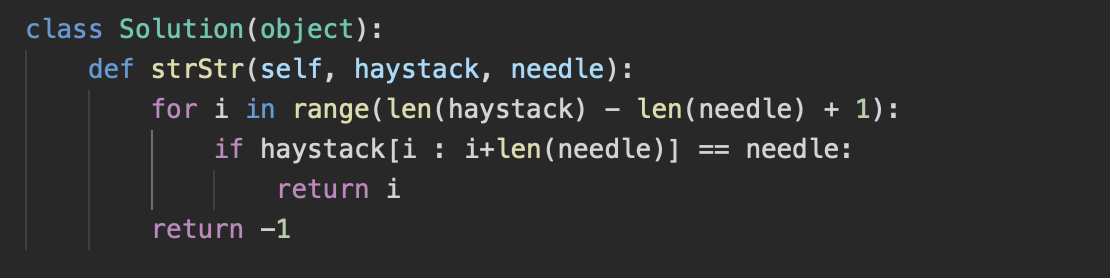 class Solution(object):
    def strStr(self, haystack, needle):
        for i in range(len(haystack) - len(needle) + 1):
            if haystack[i : i+len(needle)] == needle:
                return i
        return -1